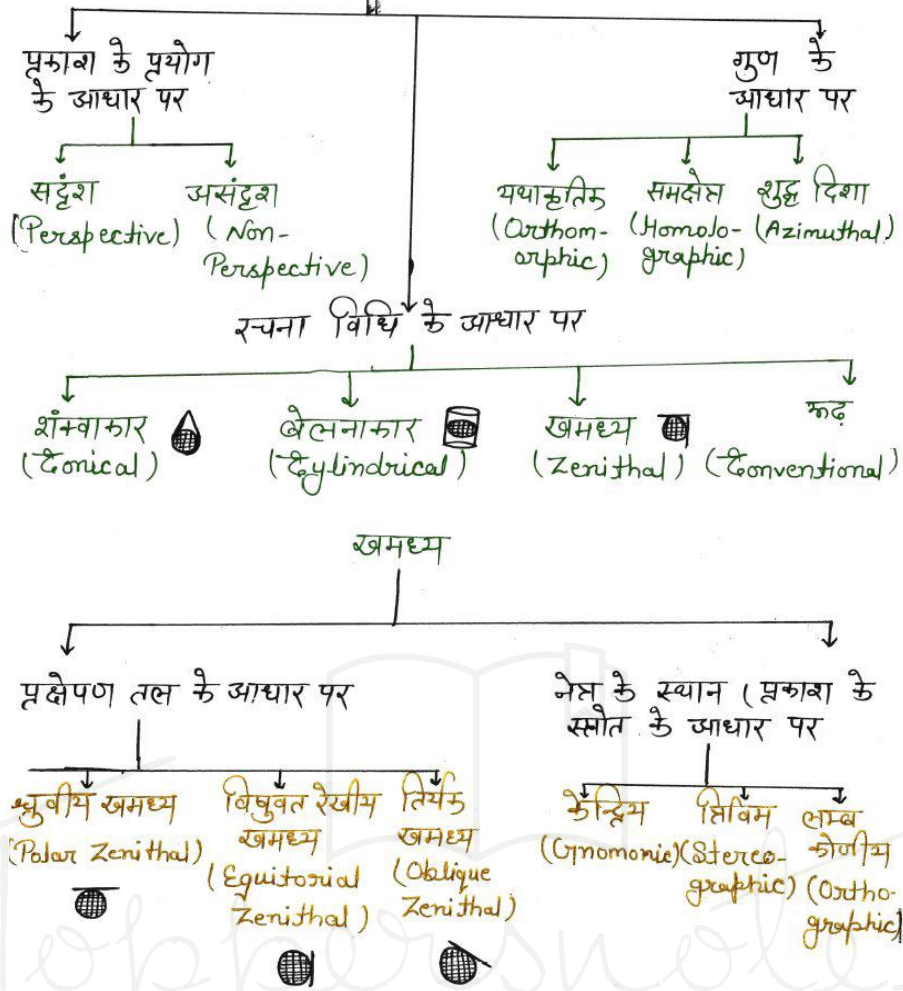 प्रकाश के प्रयोग
के आधार पर
गुण के
आधार पर
सदृंश
(Perspective)
असंदृश
(Non-
Perspective)
यथाकृतिक
(Orthom-
orphic)
समक्षेत्र
(Homolo-
graphic)
शुद्ध दिशा
(Azimuthal)
रचना विधि के आधार पर
शंक्वाकार
(Conical)
बेलनाकार
(Cylindrical)
खमध्य
(Zenithal)
रूढ़
(Conventional)
खमध्य
प्रक्षेपण तल के आधार पर
नेत्र के स्थान (प्रकाश के
स्त्रोत के आधार पर
ध्रुवीय खमध्य
(Polar Zenithal)
विषुवत रेखीय
खमध्य
(Equitorial
Zenithal)
तिर्यक
खमध्य
(Oblique
Zenithal)
केन्द्रिय
(Gnomonic)
त्रिविम
(Stereo-
graphic)
लम्ब
कोणीय
(Ortho-
graphic)
Toppersnotes